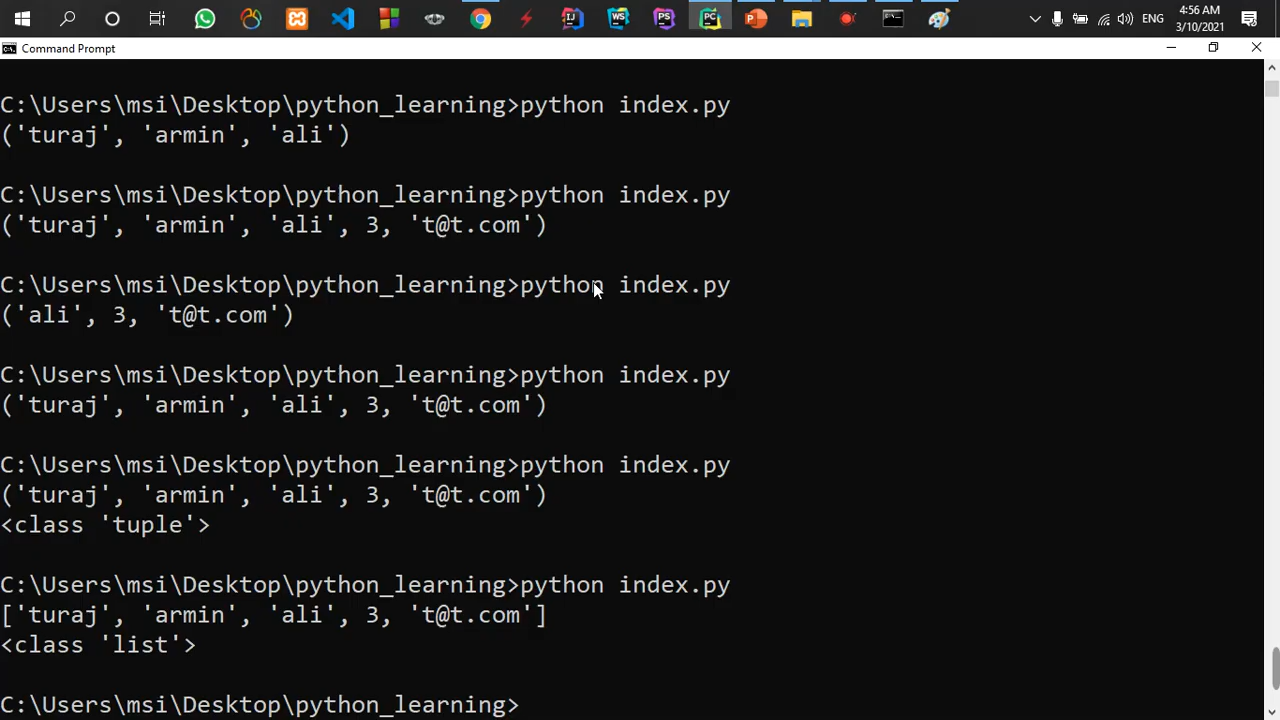 WS
PS
PC
ENG
4:56 AM
3/10/2021
Command Prompt
C:\Users\msi\Desktop\python_learning>python index.py
('turaj', 'armin', 'ali')
C:\Users\msi\Desktop\python_learning>python index.py
('turaj', 'armin', 'ali', 3, 't@t.com')
C:\Users\msi\Desktop\python_learning>python index.py
('ali', 3, 't@t.com')
C:\Users\msi\Desktop\python_learning>python index.py
('turaj', 'armin', 'ali', 3, 't@t.com')
C:\Users\msi\Desktop\python_learning>python index.py
('turaj', 'armin', 'ali', 3, 't@t.com')
<class 'tuple'>
C:\Users\msi\Desktop\python_learning>python index.py
['turaj', 'armin', 'ali', 3, 't@t.com']
<class 'list'>
C:\Users\msi\Desktop\python_learning>